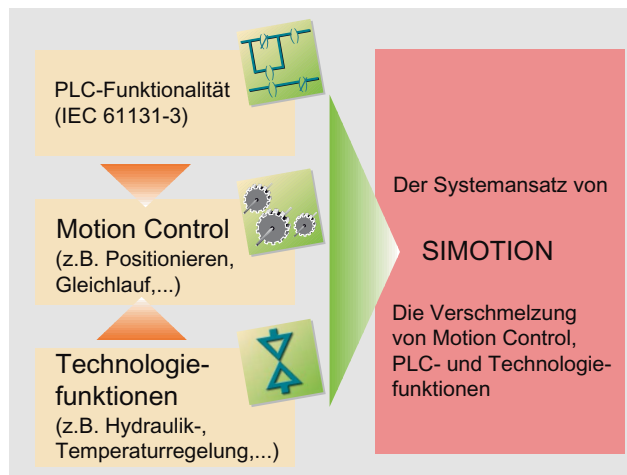 PLC-Funktionalität
(IEC 61131-3)
Motion Control
(z.B. Positionieren,
Gleichlauf,...)
Technologie-
funktionen
(z.B. Hydraulik-,
Temperaturregelung,...)
Der Systemansatz von
SIMOTION
Die Verschmelzung
von Motion Control,
PLC- und Technologie-
funktionen